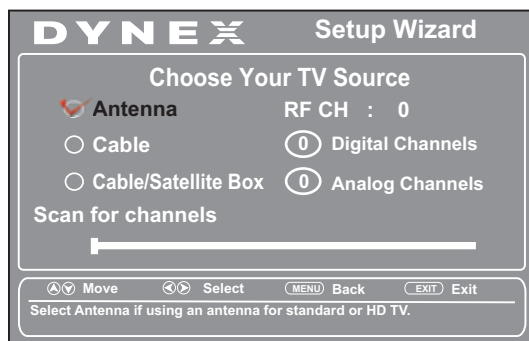 DYNEX Setup Wizard
Choose Your TV Source
Antenna RF CH : 0
Cable 0 Digital Channels
Cable/Satellite Box 0 Analog Channels
Scan for channels
Move Select MENU Back EXIT Exit
Select Antenna if using an antenna for standard or HD TV.